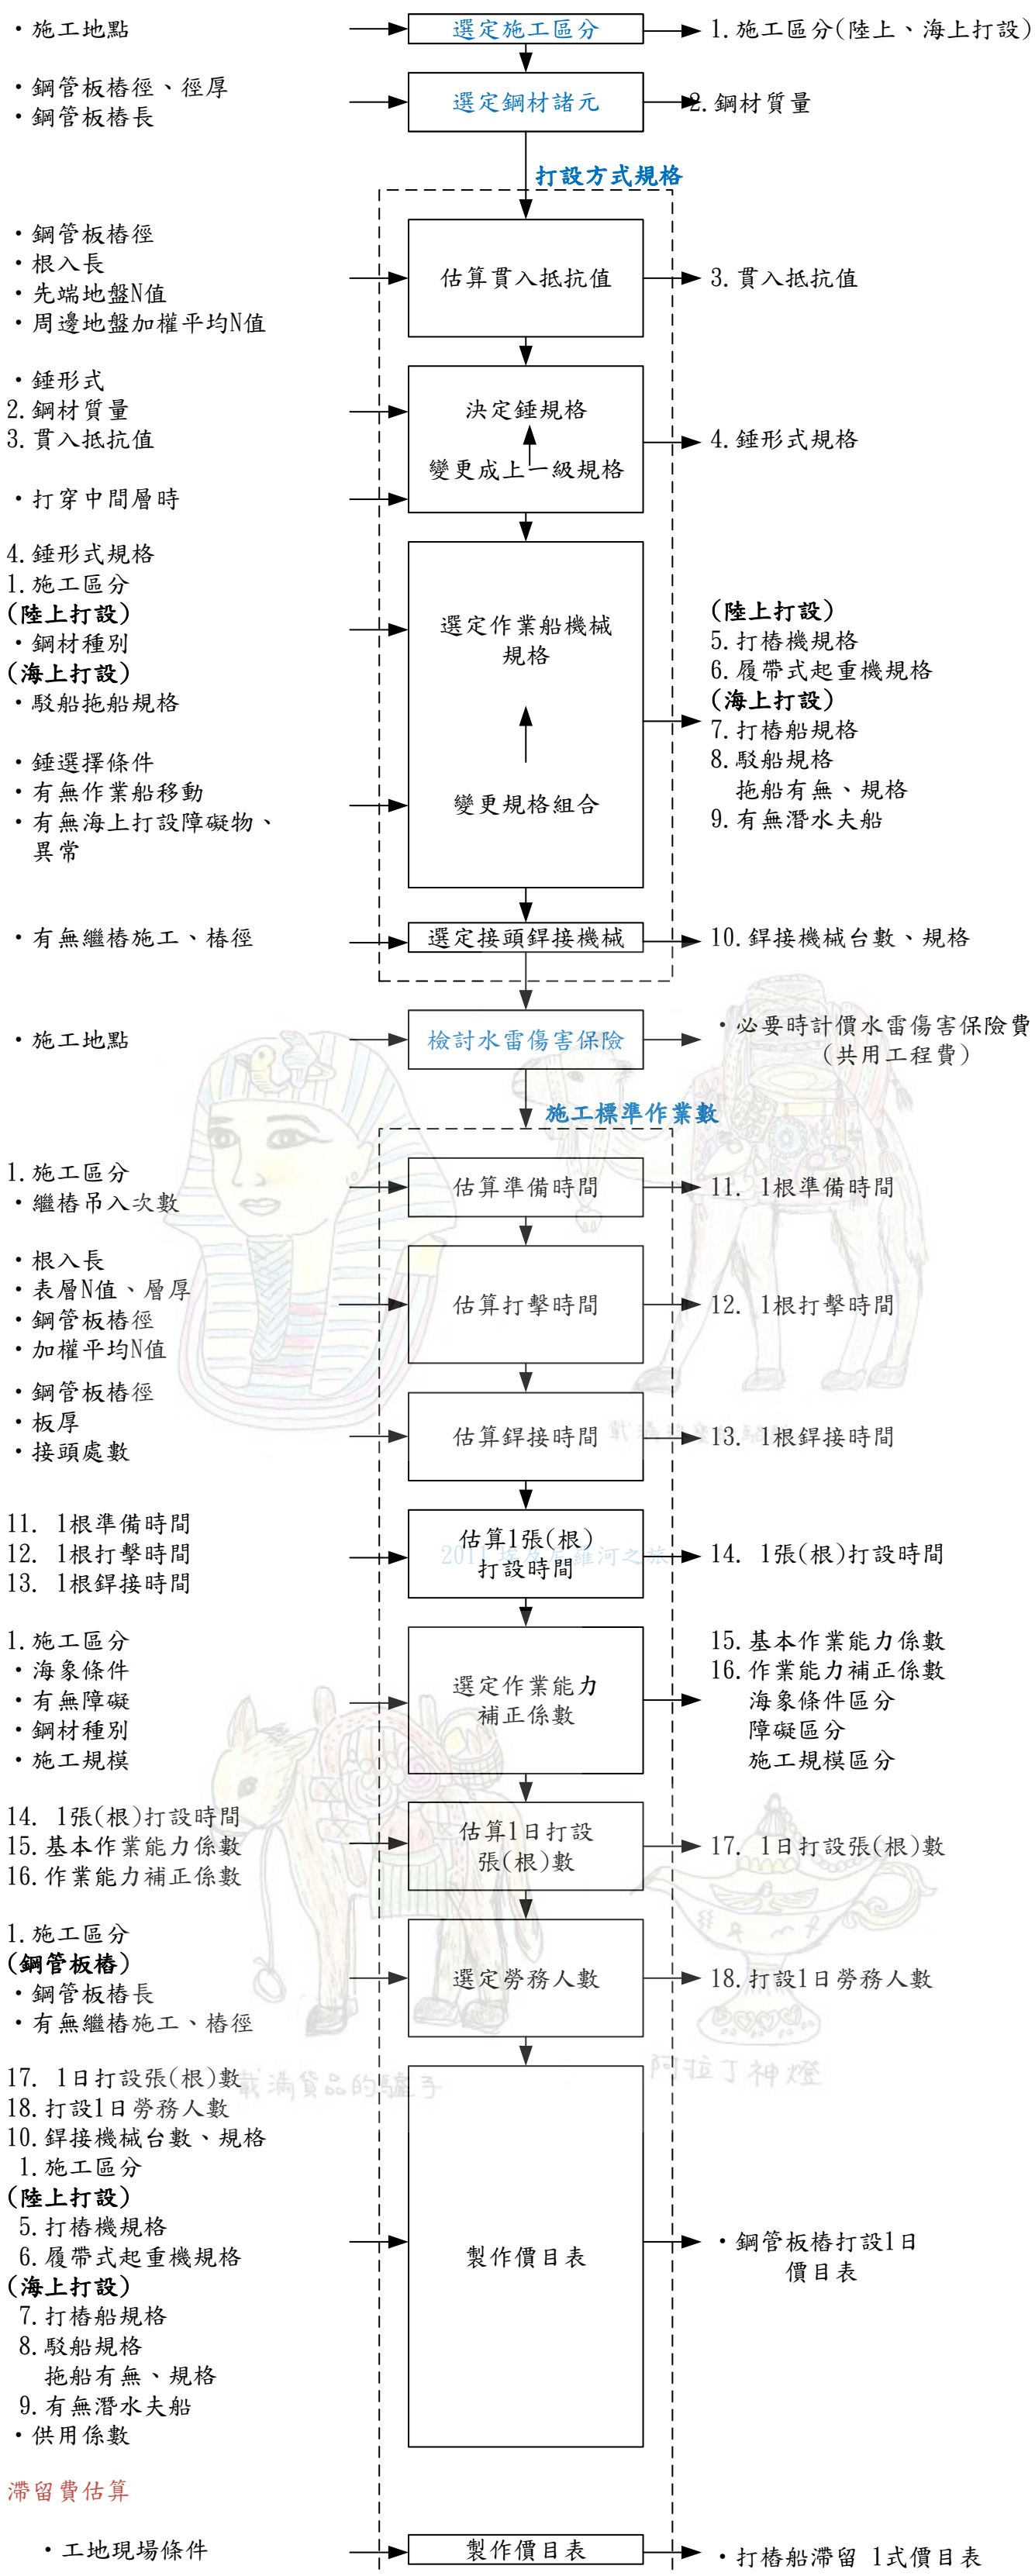 ・施工地點
選定施工區分
1.施工區分(陸上、海上打設)
・鋼管板樁徑、徑厚
・鋼管板樁長
選定鋼材諸元
2.鋼材質量
打設方式規格
・鋼管板樁徑
・根入長
・先端地盤N值
・周邊地盤加權平均N值
估算貫入抵抗值
3.貫入抵抗值
・錘形式
2.鋼材質量
3.貫入抵抗值
・打穿中間層時
決定錘規格
變更成上一級規格
4.錘形式規格
4.錘形式規格
1.施工區分
(陸上打設)
・鋼材種別
(海上打設)
・駁船拖船規格
・錘選擇條件
・有無作業船移動
・有無海上打設障礙物、
異常
選定作業船機械
規格
變更規格組合
(陸上打設)
5.打樁機規格
6.履帶式起重機規格
(海上打設)
7.打樁船規格
8.駁船規格
拖船有無、規格
9.有無潛水夫船
・有無繼樁施工、樁徑
選定接頭銲接機械
10.銲接機械台數、規格
・施工地點
檢討水雷傷害保險
・必要時計價水雷傷害保險費
(共用工程費)
施工標準作業數
1.施工區分
・繼樁吊入次數
估算準備時間
11. 1根準備時間
・根入長
・表層N值、層厚
・鋼管板樁徑
・加權平均N值
估算打擊時間
12. 1根打擊時間
・鋼管板樁徑
・板厚
・接頭處數
估算銲接時間
13. 1根銲接時間
11. 1根準備時間
12. 1根打擊時間
13. 1根銲接時間
估算1張(根)
打設時間
2011 埃及尼羅河之旅
14. 1張(根)打設時間
1.施工區分
・海象條件
・有無障礙
・鋼材種別
・施工規模
選定作業能力
補正係數
15.基本作業能力係數
16.作業能力補正係數
海象條件區分
障礙區分
施工規模區分
14. 1張(根)打設時間
15.基本作業能力係數
16.作業能力補正係數
估算1日打設
張(根)數
17. 1日打設張(根)數
1.施工區分
(鋼管板樁)
・鋼管板樁長
・有無繼樁施工、樁徑
選定勞務人數
18.打設1日勞務人數
載滿貨品的驢子
阿拉丁神燈
17. 1日打設張(根)數
18.打設1日勞務人數
10.銲接機械台數、規格
1.施工區分
(陸上打設)
5.打樁機規格
6.履帶式起重機規格
(海上打設)
7.打樁船規格
8.駁船規格
拖船有無、規格
9.有無潛水夫船
・供用係數
製作價目表
・鋼管板樁打設1日
價目表
滯留費估算
・工地現場條件
製作價目表
・打樁船滯留 1式價目表